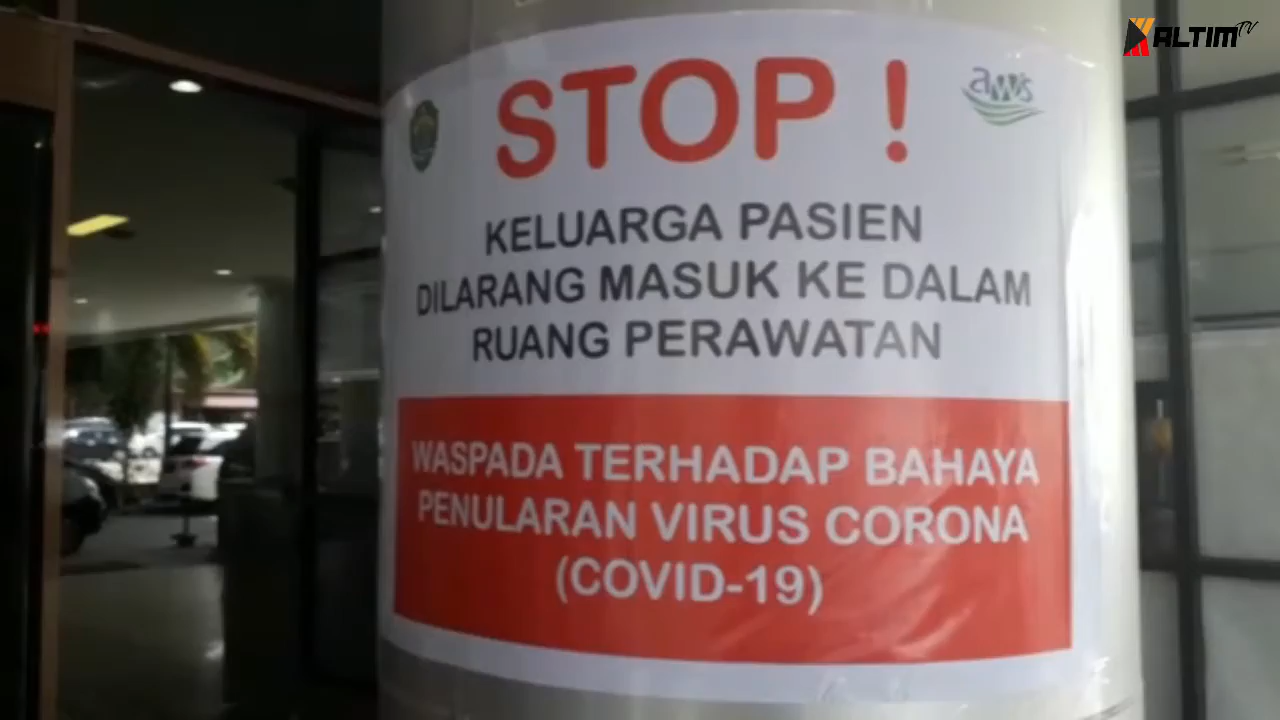 KALTIM TV
STOP !
aws
KELUARGA PASIEN
DILARANG MASUK KE DALAM
RUANG PERAWATAN
WASPADA TERHADAP BAHAYA
PENULARAN VIRUS CORONA
(COVID-19)